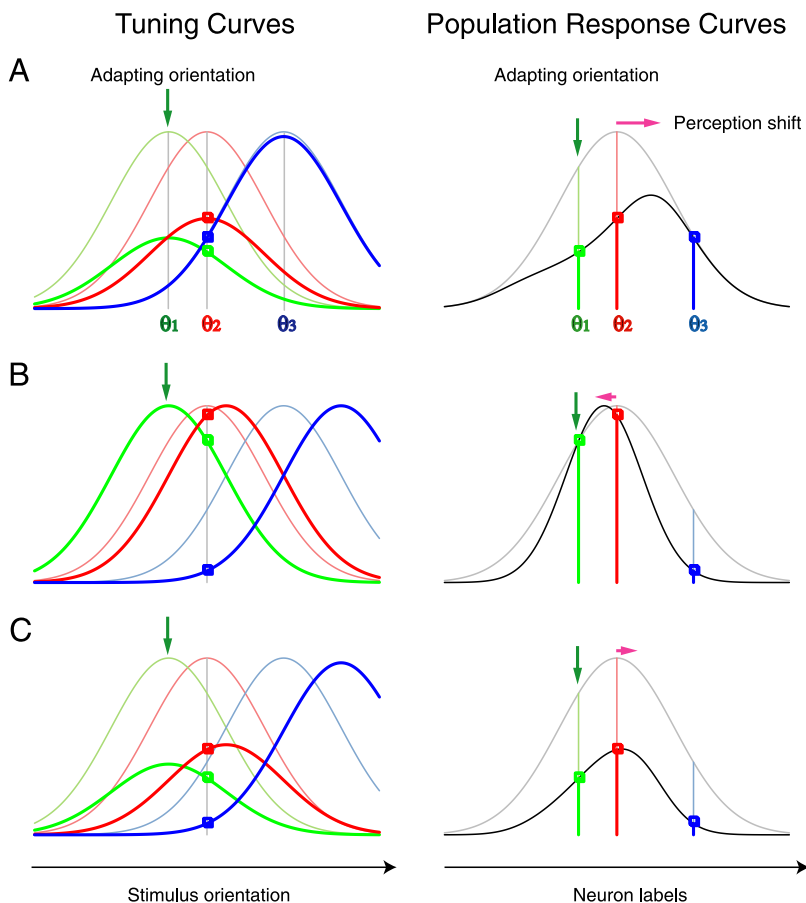 Tuning Curves
Population Response Curves
A
Adapting orientation
Adapting orientation
Perception shift
θ1 θ2 θ3
θ1 θ2 θ3
B
C
Stimulus orientation
Neuron labels